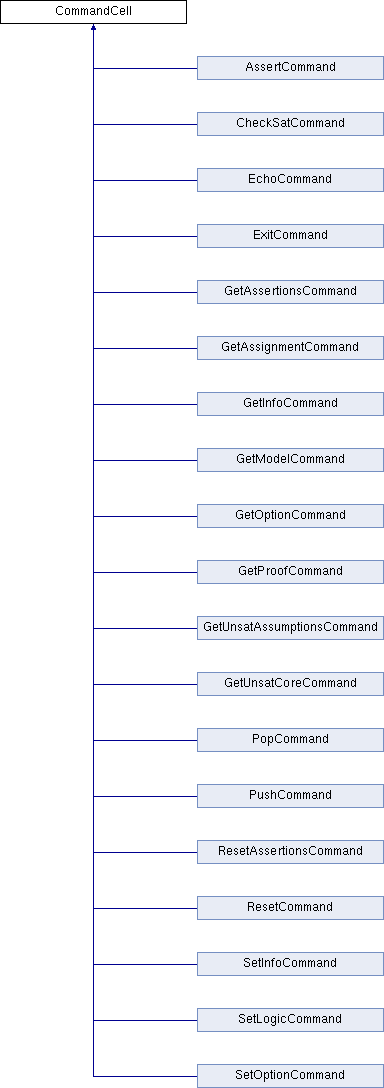 CommandCell
AssertCommand
CheckSatCommand
EchoCommand
ExitCommand
GetAssertionsCommand
GetAssignmentCommand
GetInfoCommand
GetModelCommand
GetOptionCommand
GetProofCommand
GetUnsatAssumptionsCommand
GetUnsatCoreCommand
PopCommand
PushCommand
ResetAssertionsCommand
ResetCommand
SetInfoCommand
SetLogicCommand
SetOptionCommand